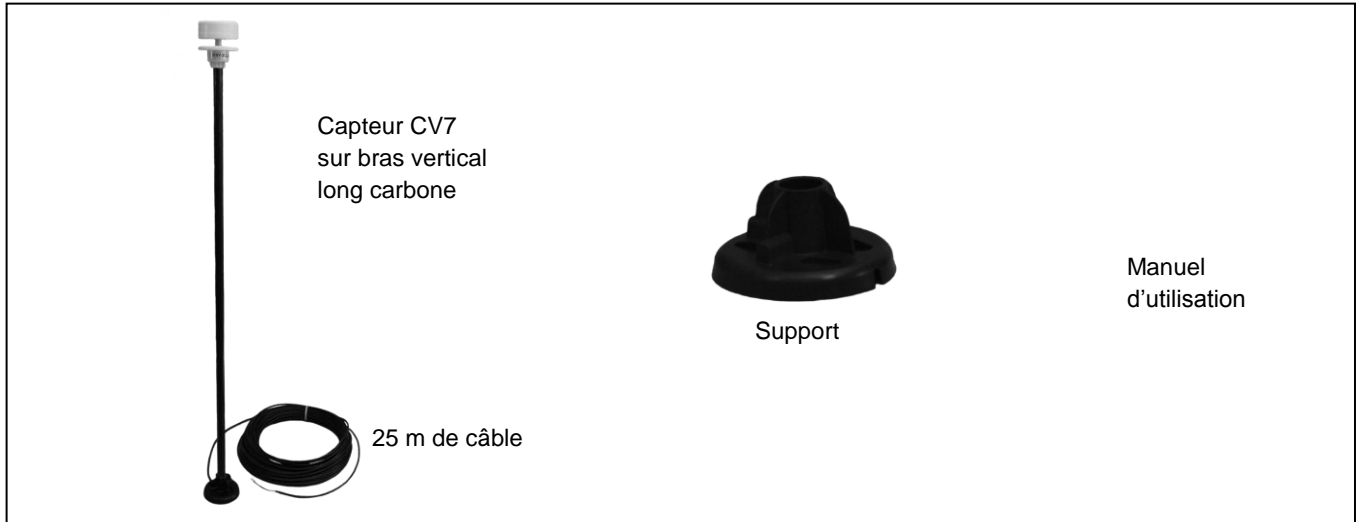 Capteur CV7
sur bras vertical
long carbone
25 m de câble
Support
Manuel
d’utilisation